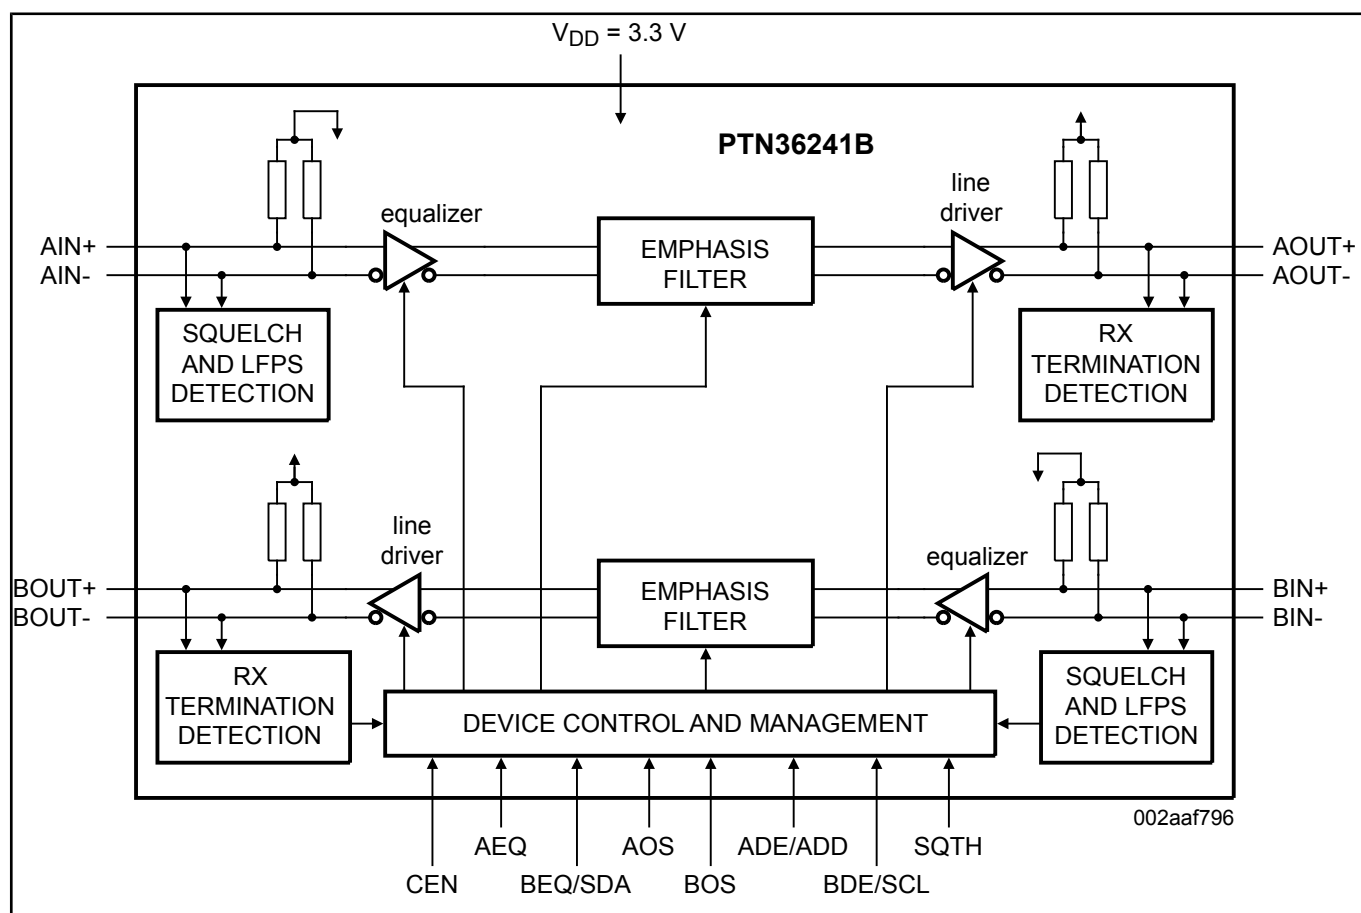 VDD = 3.3 V
PTN36241B
equalizer
line
driver
AIN+
AIN-
EMPHASIS
FILTER
AOUT+
AOUT-
SQUELCH
AND LFPS
DETECTION
RX
TERMINATION
DETECTION
line
driver
equalizer
BOUT+
BOUT-
EMPHASIS
FILTER
BIN+
BIN-
RX
TERMINATION
DETECTION
DEVICE CONTROL AND MANAGEMENT
SQUELCH
AND LFPS
DETECTION
002aaf796
AEQ
AOS
ADE/ADD
SQTH
CEN
BEQ/SDA
BOS
BDE/SCL